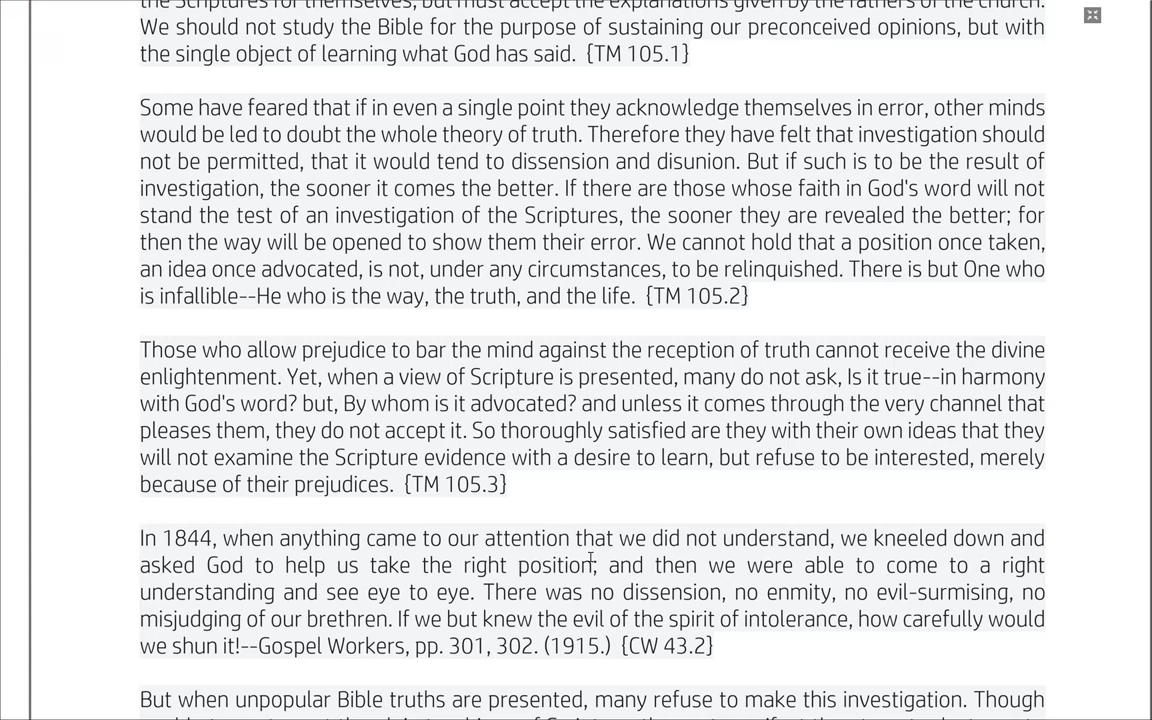 the Scriptures for themselves, but must accept the explanations given by the fathers of the church.
We should not study the Bible for the purpose of sustaining our preconceived opinions, but with
the single object of learning what God has said.  {TM 105.1}
Some have feared that if in even a single point they acknowledge themselves in error, other minds
would be led to doubt the whole theory of truth. Therefore they have felt that investigation should
not be permitted, that it would tend to dissension and disunion. But if such is to be the result of
investigation, the sooner it comes the better. If there are those whose faith in God's word will not
stand the test of an investigation of the Scriptures, the sooner they are revealed the better; for
then the way will be opened to show them their error. We cannot hold that a position once taken,
an idea once advocated, is not, under any circumstances, to be relinquished. There is but One who
is infallible--He who is the way, the truth, and the life.  {TM 105.2}
Those who allow prejudice to bar the mind against the reception of truth cannot receive the divine
enlightenment. Yet, when a view of Scripture is presented, many do not ask, Is it true--in harmony
with God's word? but, By whom is it advocated? and unless it comes through the very channel that
pleases them, they do not accept it. So thoroughly satisfied are they with their own ideas that they
will not examine the Scripture evidence with a desire to learn, but refuse to be interested, merely
because of their prejudices.  {TM 105.3}
In 1844, when anything came to our attention that we did not understand, we kneeled down and
asked God to help us take the right position; and then we were able to come to a right
understanding and see eye to eye. There was no dissension, no enmity, no evil-surmising, no
misjudging of our brethren. If we but knew the evil of the spirit of intolerance, how carefully would
we shun it!--Gospel Workers, pp. 301, 302. (1915.)  {CW 43.2}
But when unpopular Bible truths are presented, many refuse to make this investigation. Though